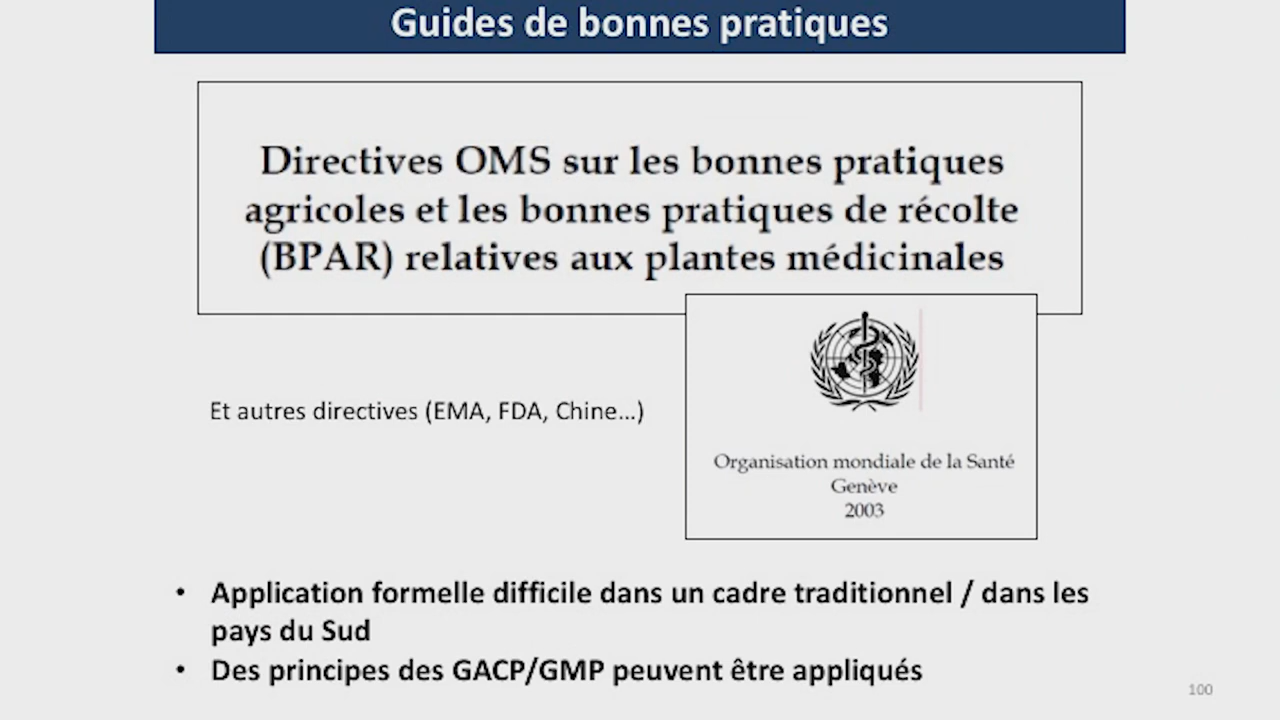 Guides de bonnes pratiques
Directives OMS sur les bonnes pratiques
agricoles et les bonnes pratiques de récolte
(BPAR) relatives aux plantes médicinales
Et autres directives (EMA, FDA, Chine...)
Organisation mondiale de la Santé
Genève
2003
• Application formelle difficile dans un cadre traditionnel / dans les
pays du Sud
• Des principes des GACP/GMP peuvent être appliqués
100